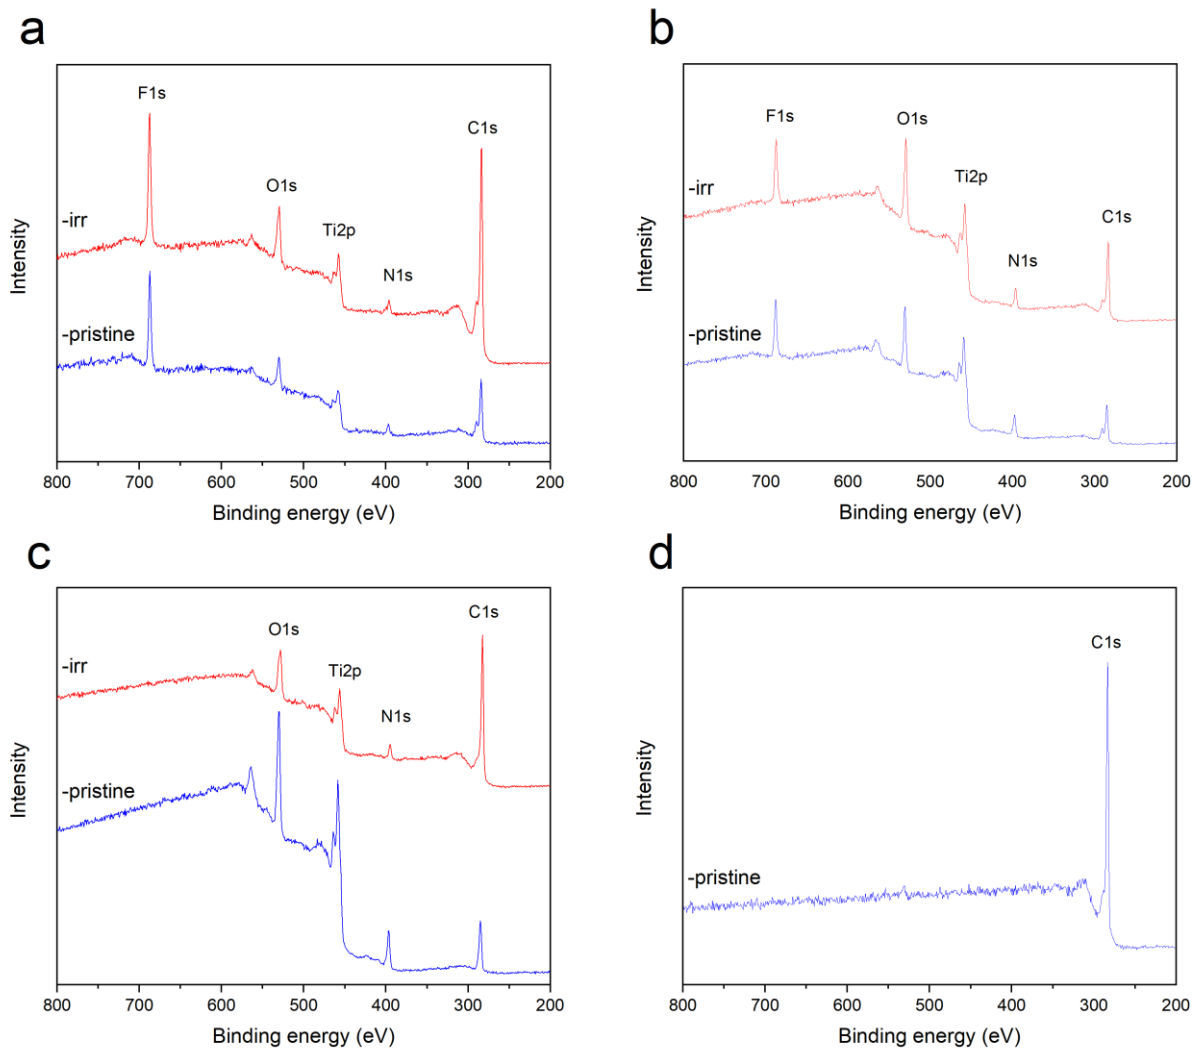 a
F1s
C1s
O1s
-irr
Ti2p
N1s
-pristine
Intensity
800 700 600 500 400 300 200
Binding energy (eV)
b
F1s
O1s
Ti2p
-irr
C1s
N1s
-pristine
Intensity
800 700 600 500 400 300 200
Binding energy (eV)
c
C1s
O1s
-irr
Ti2p
N1s
-pristine
Intensity
800 700 600 500 400 300 200
Binding energy (eV)
d
C1s
-pristine
Intensity
800 700 600 500 400 300 200
Binding energy (eV)